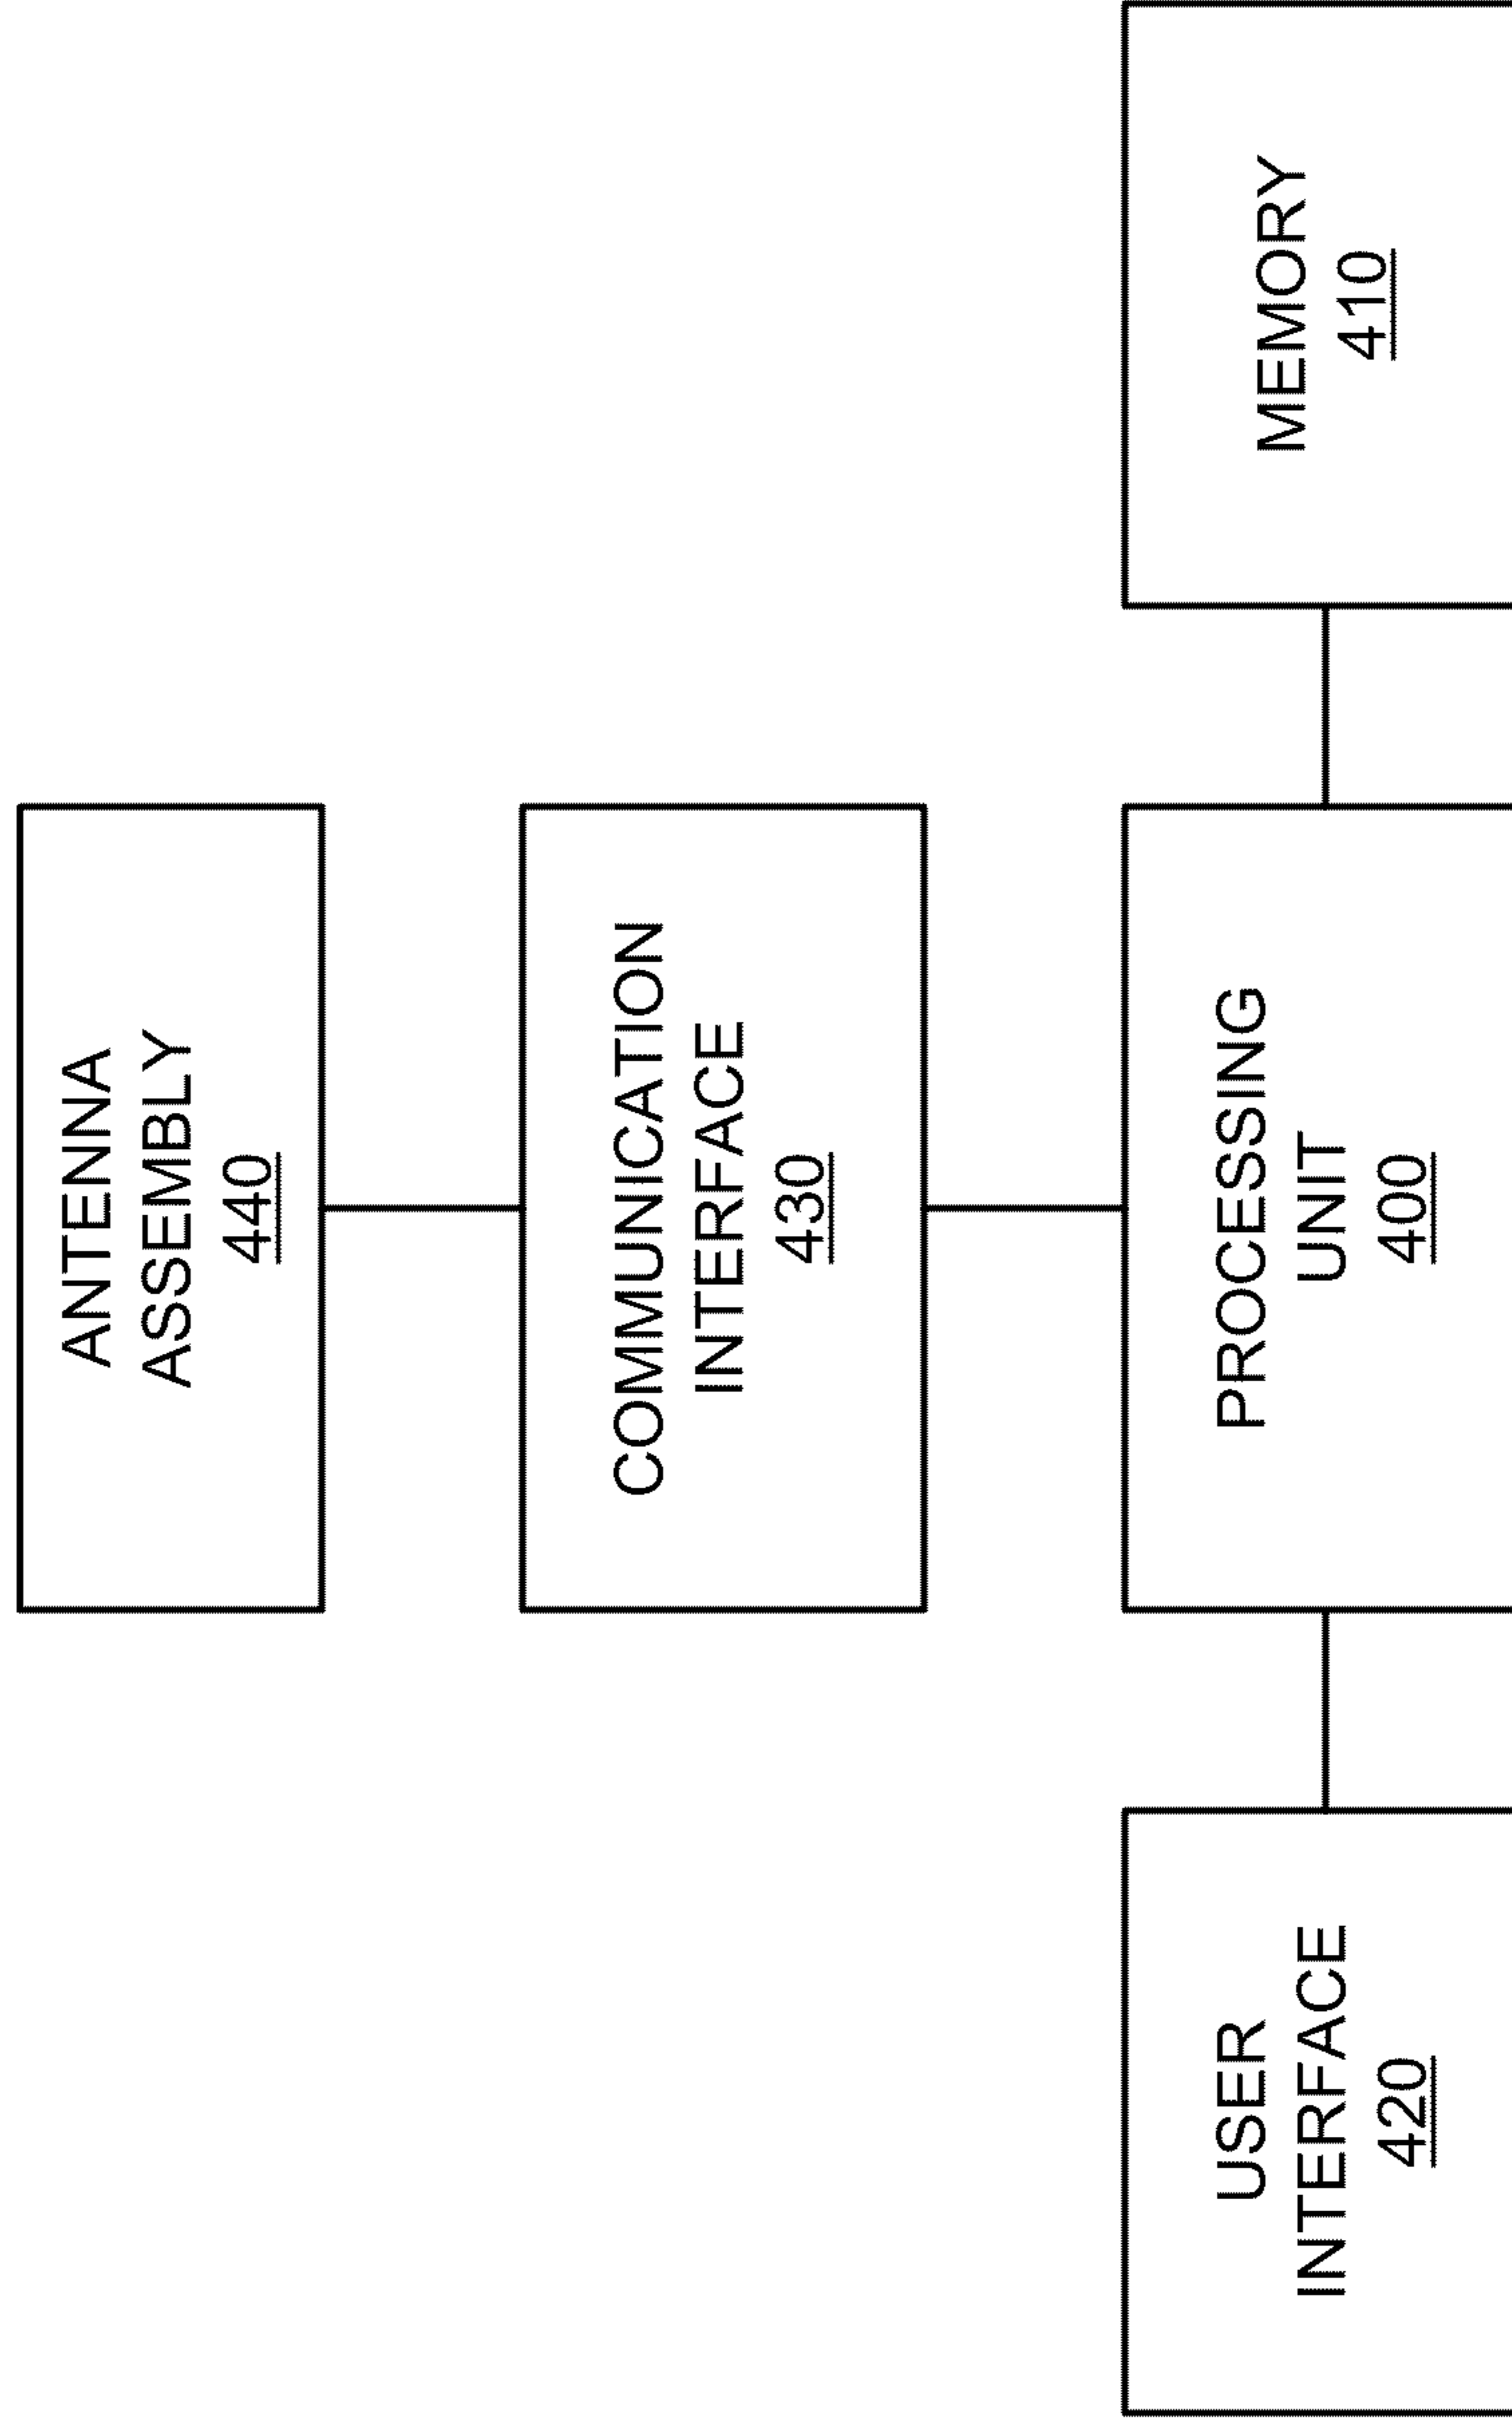 ANTENNA
ASSEMBLY
440
COMMUNICATION
INTERFACE
430
USER
INTERFACE
420
PROCESSING
UNIT
400
MEMORY
410